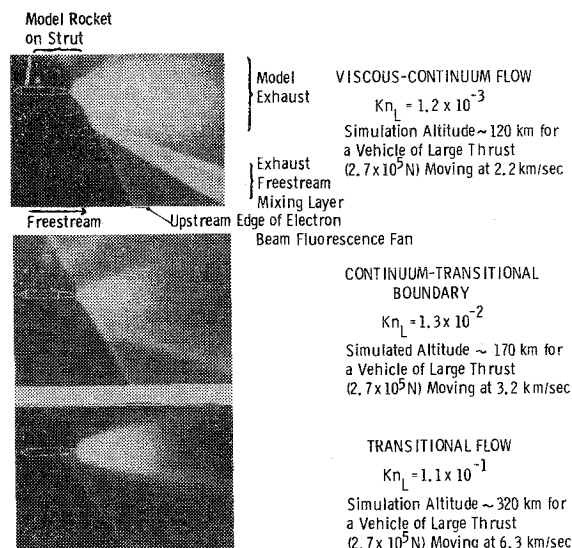 Model Rocket
on Strut
Model
Exhaust
Exhaust
Freestream
Mixing Layer
Freestream
Upstream Edge of Electron
Beam Fluorescence Fan
VISCOUS-CONTINUUM FLOW
Kn_L = 1.2 x 10^-3
Simulation Altitude ~ 120 km for
a Vehicle of Large Thrust
(2.7 x 10^5 N) Moving at 2.2 km/sec
CONTINUUM-TRANSITIONAL
BOUNDARY
Kn_L = 1.3 x 10^-2
Simulated Altitude ~ 170 km for
a Vehicle of Large Thrust
(2.7 x 10^5 N) Moving at 3.2 km/sec
TRANSITIONAL FLOW
Kn_L = 1.1 x 10^-1
Simulation Altitude ~ 320 km for
a Vehicle of Large Thrust
(2.7 x 10^5 N) Moving at 6.3 km/sec